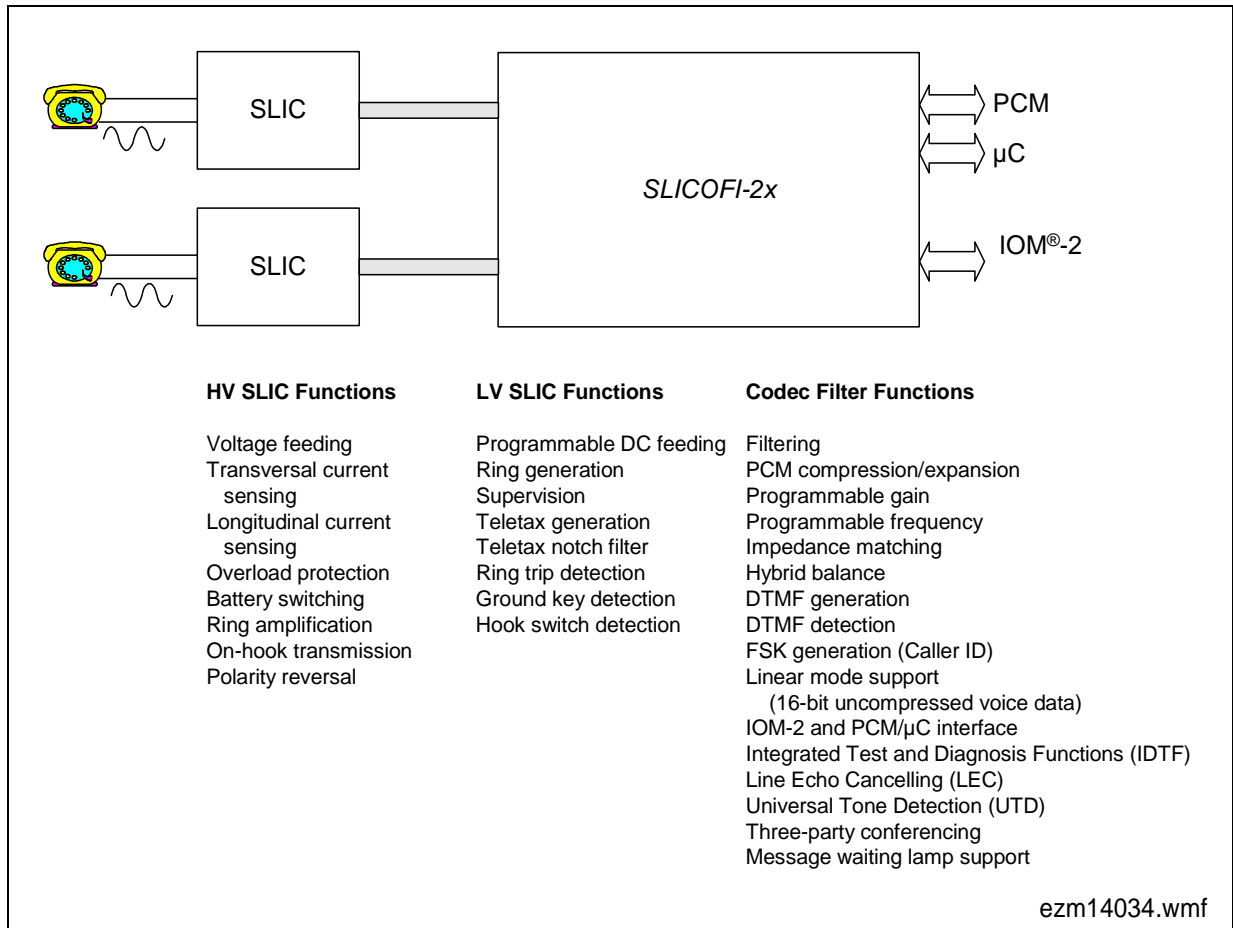 SLIC
PCM
µC
SLICOFI-2x
SLIC
IOM®-2
HV SLIC Functions
Voltage feeding
Transversal current
sensing
Longitudinal current
sensing
Overload protection
Battery switching
Ring amplification
On-hook transmission
Polarity reversal
LV SLIC Functions
Programmable DC feeding
Ring generation
Supervision
Teletax generation
Teletax notch filter
Ring trip detection
Ground key detection
Hook switch detection
Codec Filter Functions
Filtering
PCM compression/expansion
Programmable gain
Programmable frequency
Impedance matching
Hybrid balance
DTMF generation
DTMF detection
FSK generation (Caller ID)
Linear mode support
(16-bit uncompressed voice data)
IOM-2 and PCM/µC interface
Integrated Test and Diagnosis Functions (IDTF)
Line Echo Cancelling (LEC)
Universal Tone Detection (UTD)
Three-party conferencing
Message waiting lamp support
ezm14034.wmf